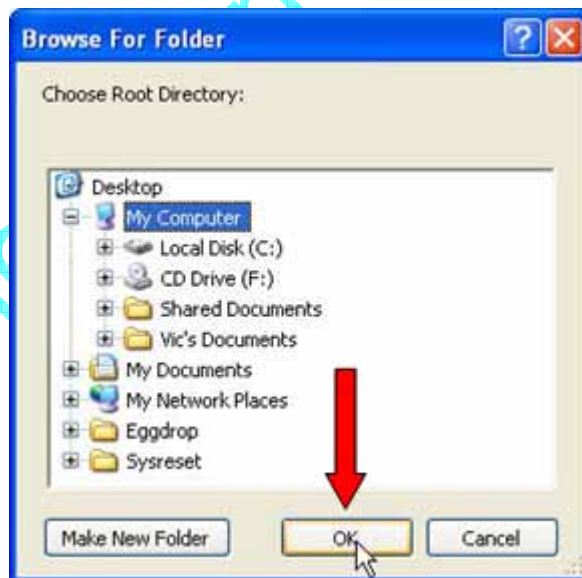 Browse For Folder
Choose Root Directory:
Desktop
My Computer
Local Disk (C:)
CD Drive (F:)
Shared Documents
Vic's Documents
My Documents
My Network Places
Eggdrop
Sysreset
Make New Folder OK Cancel